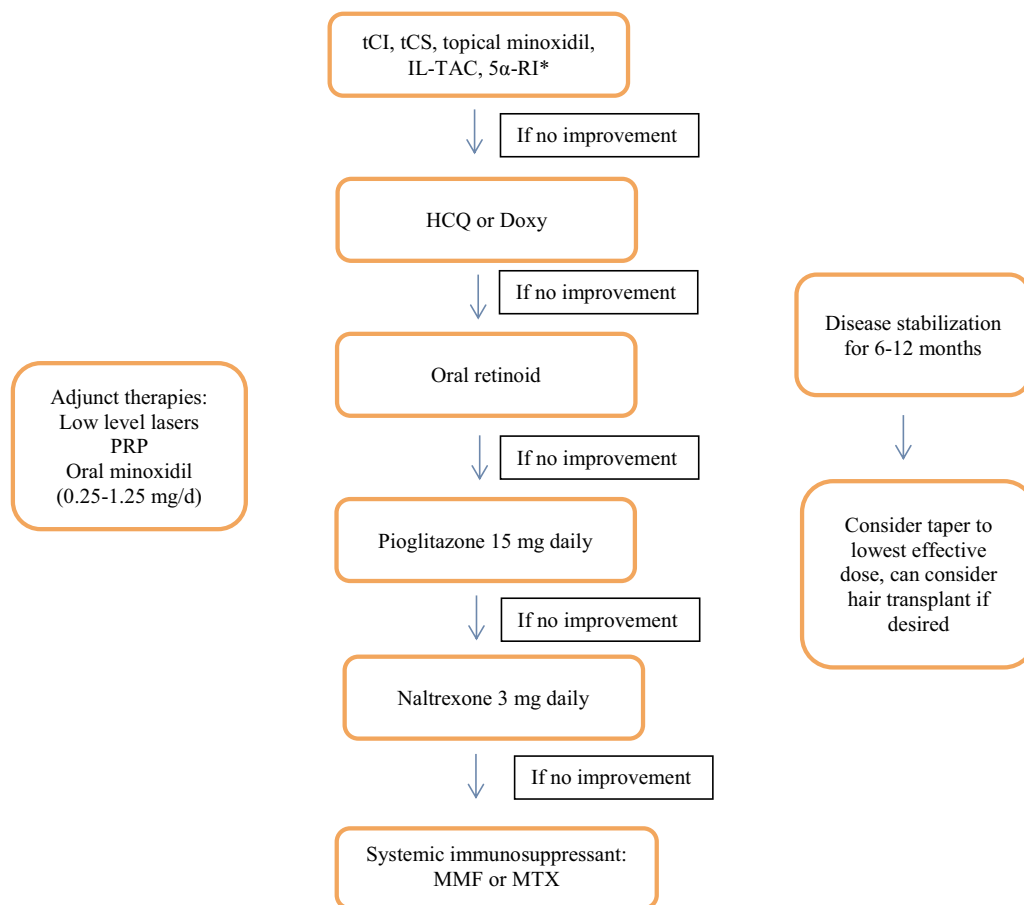 tCI, tCS, topical minoxidil,
IL-TAC, 5α-RI*
If no improvement
HCQ or Doxy
If no improvement
Oral retinoid
If no improvement
Pioglitazone 15 mg daily
If no improvement
Naltrexone 3 mg daily
If no improvement
Systemic immunosuppressant:
MMF or MTX
Adjunct therapies:
Low level lasers
PRP
Oral minoxidil
(0.25-1.25 mg/d)
Disease stabilization
for 6-12 months
Consider taper to
lowest effective
dose, can consider
hair transplant if
desired